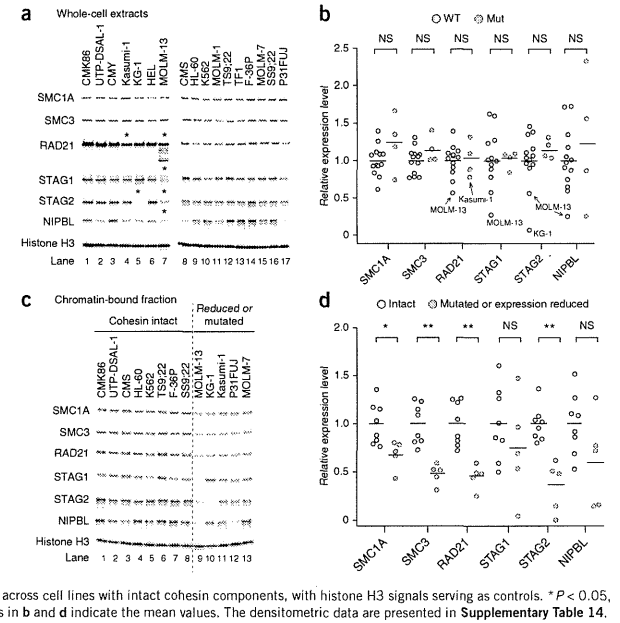 a Whole-cell extracts
CMK86
UTP-DSAL-1
CMY
Kasumi-1
KG-1
HEL
MOLM-13
CMS
HL-60
K562
MOLM-1
TS9;22
TF1
F-36P
MOLM-7
SS9;22
P31FUJ
SMC1A
SMC3
RAD21
STAG1
STAG2
NIPBL
Histone H3
Lane 1 2 3 4 5 6 7 8 9 10 11 12 13 14 15 16 17
* * * * *
b WT Mut
NS NS NS NS NS NS
Relative expression level
2.5
2.0
1.5
1.0
0.5
0
MOLM-13
Kasumi-1
MOLM-13
MOLM-13
KG-1
SMC1A SMC3 RAD21 STAG1 STAG2 NIPBL
c Chromatin-bound fraction
Cohesin intact
Reduced or
mutated
CMK86
UTP-DSAL-1
CMS
HL-60
K562
TS9;22
F-36P
SS9;22
MOLM-13
KG-1
Kasumi-1
P31FUJ
MOLM-7
SMC1A
SMC3
RAD21
STAG1
STAG2
NIPBL
Histone H3
Lane 1 2 3 4 5 6 7 8 9 10 11 12 13
d Intact Mutated or expression reduced
* ** ** NS ** NS
Relative expression level
2.0
1.5
1.0
0.5
0
SMC1A SMC3 RAD21 STAG1 STAG2 NIPBL
across cell lines with intact cohesin components, with histone H3 signals serving as controls. *P < 0.05,
s in b and d indicate the mean values. The densitometric data are presented in Supplementary Table 14.